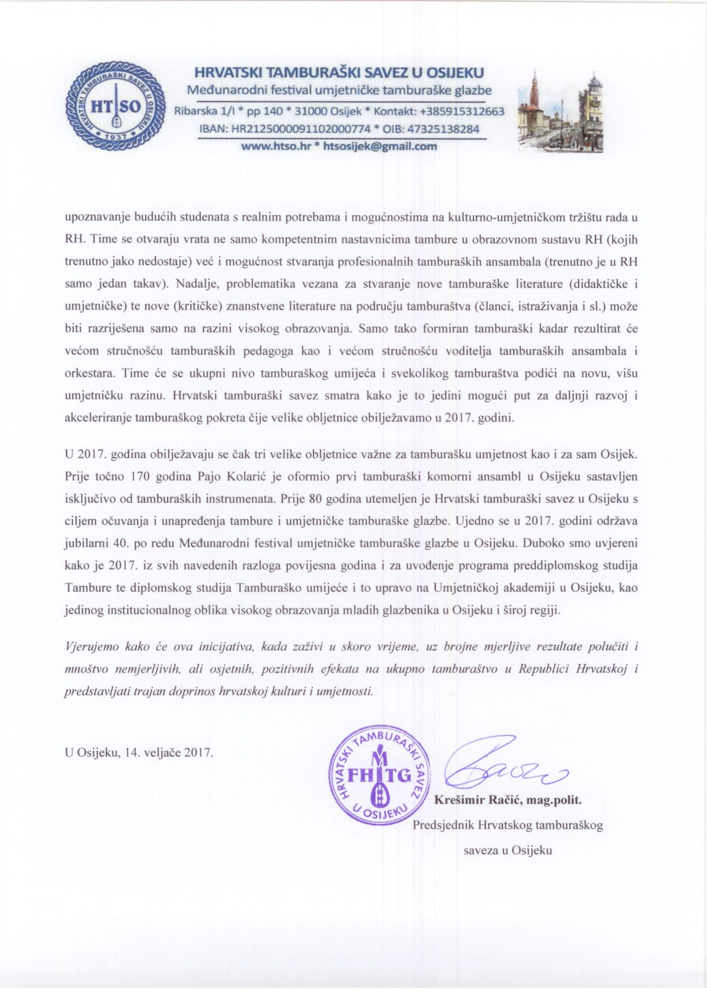 HRVATSKI TAMBURAŠKI SAVEZ U OSIJEKU
HT SO
1937
HRVATSKI TAMBURAŠKI SAVEZ U OSIJEKU
Međunarodni festival umjetničke tamburaške glazbe
Ribarska 1/I * pp 140 * 31000 Osijek * Kontakt: +385915312663
IBAN: HR2125000091102000774 * OIB: 47325138284
www.htso.hr * htsosijek@gmail.com
upoznavanje budućih studenata s realnim potrebama i mogućnostima na kulturno-umjetničkom tržištu rada u
RH. Time se otvaraju vrata ne samo kompetentnim nastavnicima tambure u obrazovnom sustavu RH (kojih
trenutno jako nedostaje) već i mogućnost stvaranja profesionalnih tamburaških ansambala (trenutno je u RH
samo jedan takav). Nadalje, problematika vezana za stvaranje nove tamburaške literature (didaktičke i
umjetničke) te nove (kritičke) znanstvene literature na području tamburaštva (članci, istraživanja i sl.) može
biti razriješena samo na razini visokog obrazovanja. Samo tako formiran tamburaški kadar rezultirat će
većom stručnošću tamburaških pedagoga kao i većom stručnošću voditelja tamburaških ansambala i
orkestara. Time će se ukupni nivo tamburaškog umijeća i svekolikog tamburaštva podići na novu, višu
umjetničku razinu. Hrvatski tamburaški savez smatra kako je to jedini mogući put za daljnji razvoj i
akceleriranje tamburaškog pokreta čije velike obljetnice obilježavamo u 2017. godini.
U 2017. godina obilježavaju se čak tri velike obljetnice važne za tamburašku umjetnost kao i za sam Osijek.
Prije točno 170 godina Pajo Kolarić je oformio prvi tamburaški komorni ansambl u Osijeku sastavljen
isključivo od tamburaških instrumenata. Prije 80 godina utemeljen je Hrvatski tamburaški savez u Osijeku s
ciljem očuvanja i unapređenja tambure i umjetničke tamburaške glazbe. Ujedno se u 2017. godini održava
jubilarni 40. po redu Međunarodni festival umjetničke tamburaške glazbe u Osijeku. Duboko smo uvjereni
kako je 2017. iz svih navedenih razloga povijesna godina i za uvođenje programa preddiplomskog studija
Tambure te diplomskog studija Tamburaško umijeće i to upravo na Umjetničkoj akademiji u Osijeku, kao
jedinog institucionalnog oblika visokog obrazovanja mladih glazbenika u Osijeku i široj regiji.
Vjerujemo kako će ova inicijativa, kada zaživi u skoro vrijeme, uz brojne mjerljive rezultate polučiti i
mnoštvo nemjerljivih, ali osjetnih, pozitivnih efekata na ukupno tamburaštvo u Republici Hrvatskoj i
predstavljati trajan doprinos hrvatskoj kulturi i umjetnosti.
U Osijeku, 14. veljače 2017.
HRVATSKI TAMBURAŠKI SAVEZ
M
FH TG
U OSIJEKU
Krešimir Račić, mag.polit.
Predsjednik Hrvatskog tamburaškog
saveza u Osijeku